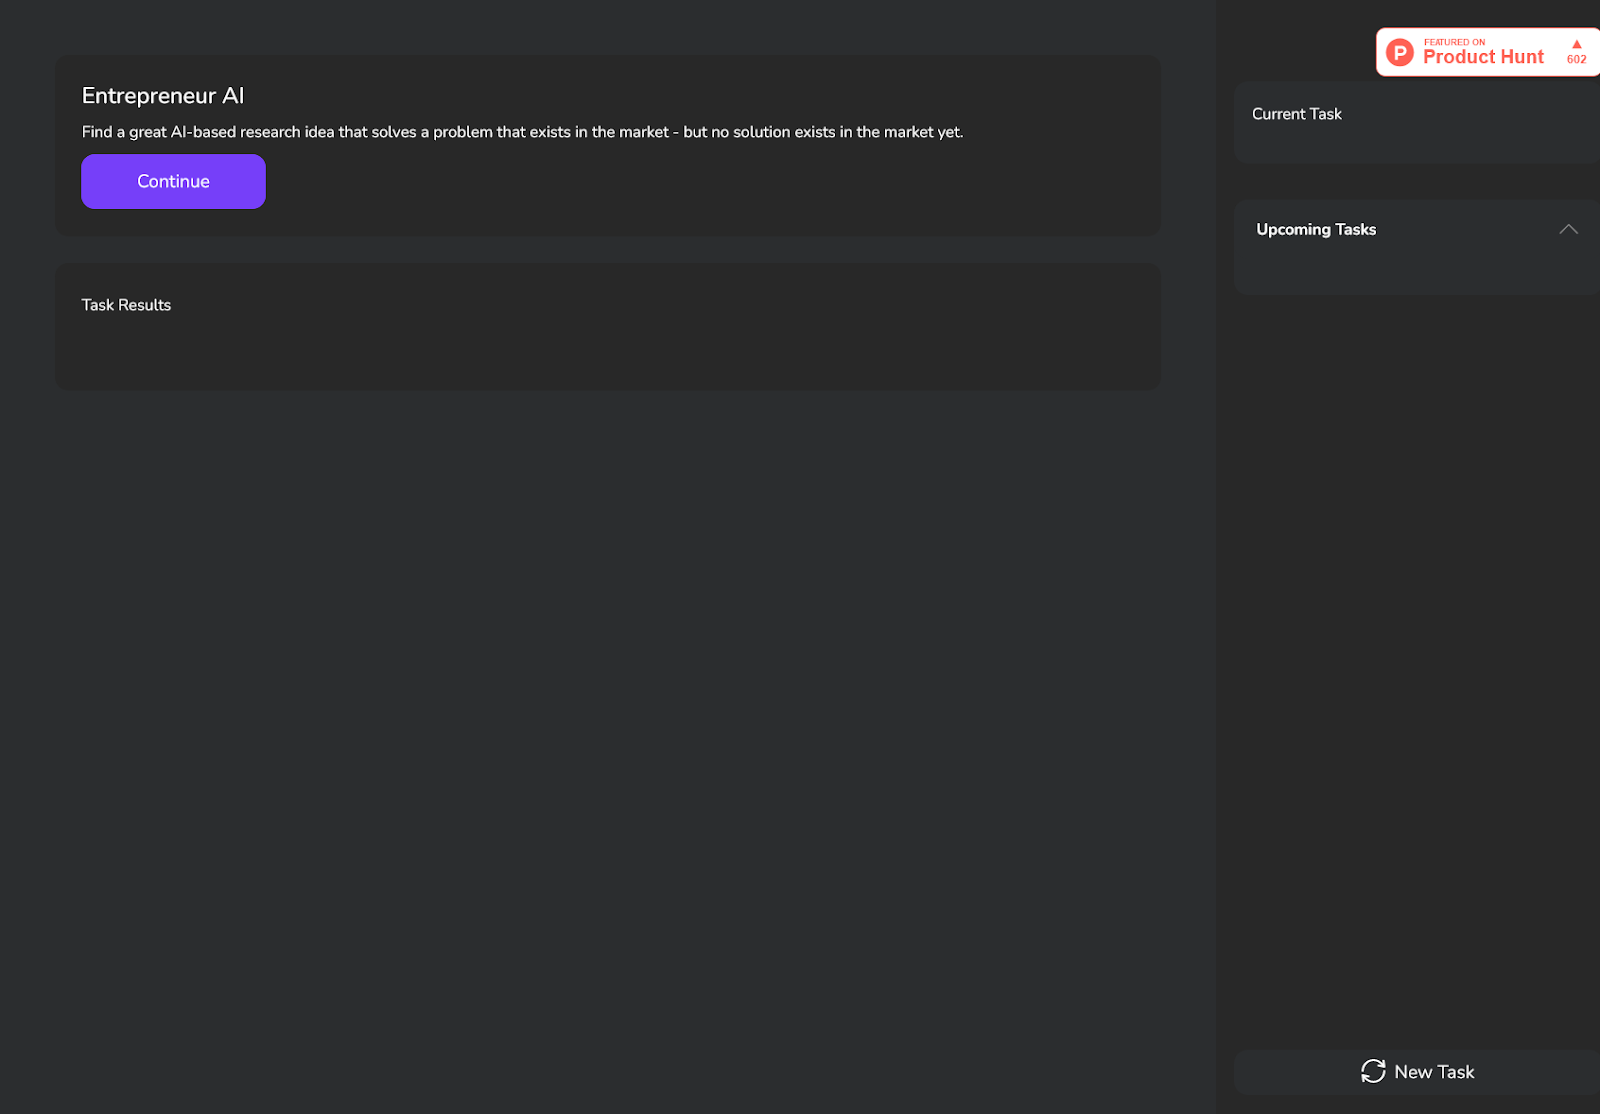 Entrepreneur AI
Find a great AI-based research idea that solves a problem that exists in the market - but no solution exists in the market yet.
Continue
Task Results
P
FEATURED ON
Product Hunt
602
Current Task
Upcoming Tasks
New Task